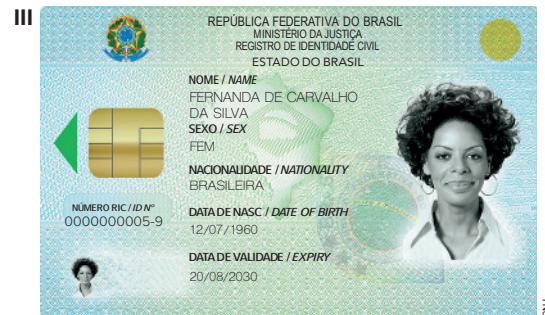 III
REPÚBLICA FEDERATIVA DO BRASIL
MINISTÉRIO DA JUSTIÇA
REGISTRO DE IDENTIDADE CIVIL
ESTADO DO BRASIL
NOME / NAME
FERNANDA DE CARVALHO
DA SILVA
SEXO / SEX
FEM
NACIONALIDADE / NATIONALITY
BRASILEIRA
NÚMERO RIC / ID Nº
0000000005-9
DATA DE NASC / DATE OF BIRTH
12/07/1960
DATA DE VALIDADE / EXPIRY
20/08/2030